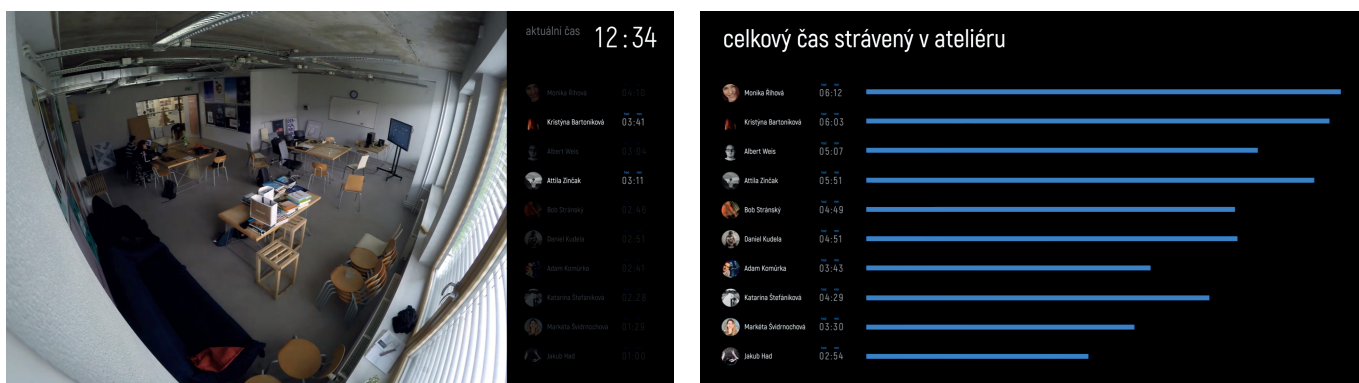 aktuální čas 12:34
Monika Říhová 04:10
Kristýna Bartoníková 03:41
Albert Weis 03:04
Attila Zinčak 03:11
Bob Stránský 02:46
Daniel Kudela 02:51
Adam Komůrka 02:41
Katarína Štefániková 02:28
Markéta Švidrnochová 01:29
Jakub Had 01:00
celkový čas strávený v ateliéru
Monika Říhová 06:12
Kristýna Bartoníková 06:03
Albert Weis 05:07
Attila Zinčak 05:51
Bob Stránský 04:49
Daniel Kudela 04:51
Adam Komůrka 03:43
Katarína Štefániková 04:29
Markéta Švidrnochová 03:30
Jakub Had 02:54